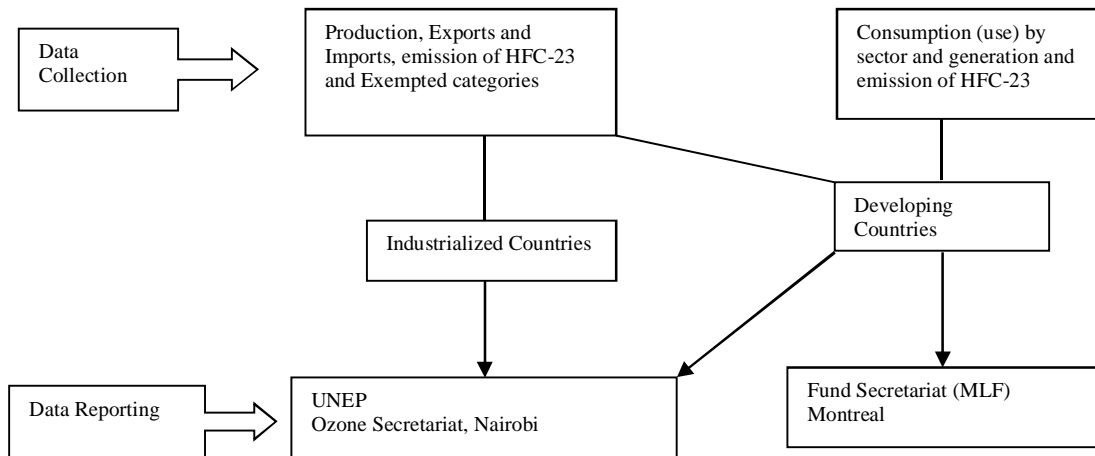 Data
Collection
Production, Exports and
Imports, emission of HFC-23
and Exempted categories
Consumption (use) by
sector and generation and
emission of HFC-23
Industrialized Countries
Developing
Countries
Data Reporting
UNEP
Ozone Secretariat, Nairobi
Fund Secretariat (MLF)
Montreal